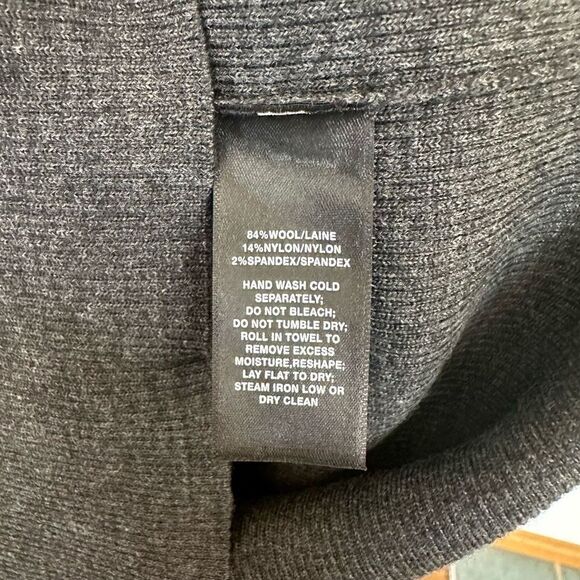 84%WOOL/LAINE
14%NYLON/NYLON
2%SPANDEX/SPANDEX
HAND WASH COLD
SEPARATELY;
DO NOT BLEACH;
DO NOT TUMBLE DRY;
ROLL IN TOWEL TO
REMOVE EXCESS
MOISTURE,RESHAPE;
LAY FLAT TO DRY;
STEAM IRON LOW OR
DRY CLEAN